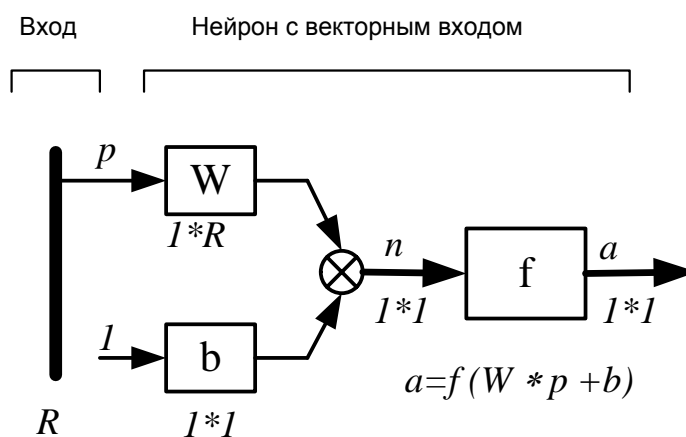 Вход
Нейрон с векторным входом
p
W
1*R
n
a
f
1*1
1*1
1
b
a=f(W*p+b)
R
1*1